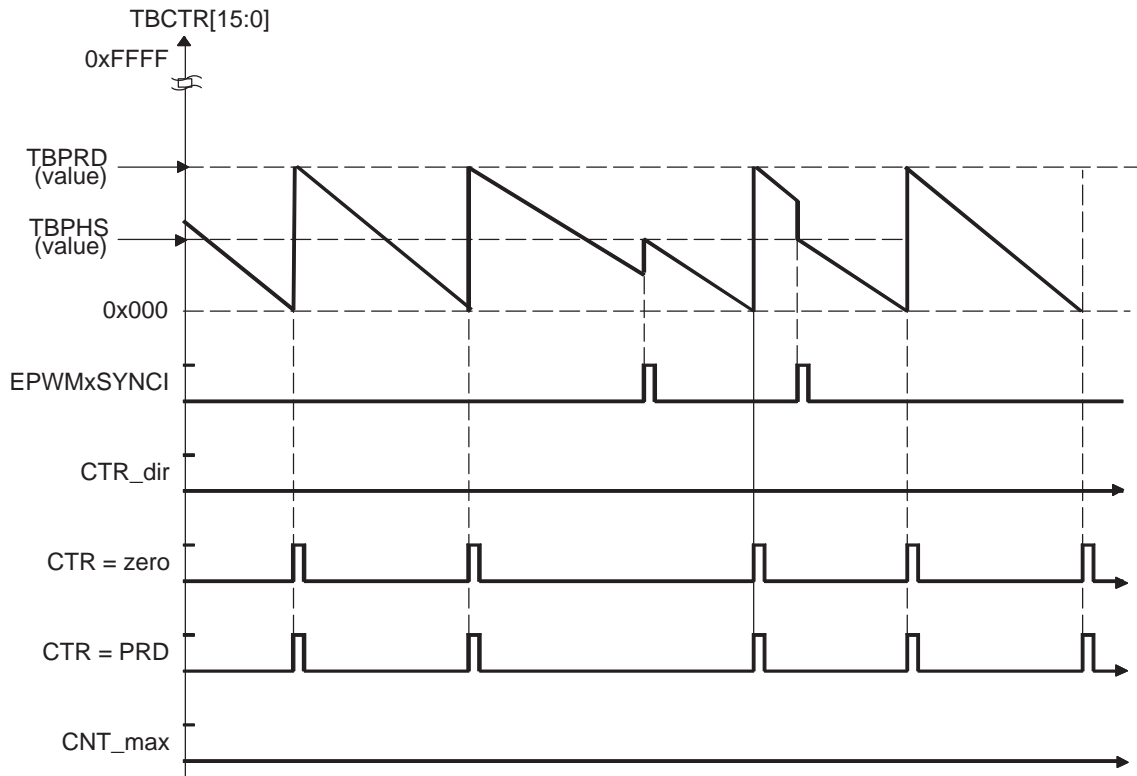 TBCTR[15:0]
0xFFFF
TBPRD
(value)
TBPHS
(value)
0x000
EPWMxSYNCI
CTR_dir
CTR = zero
CTR = PRD
CNT_max